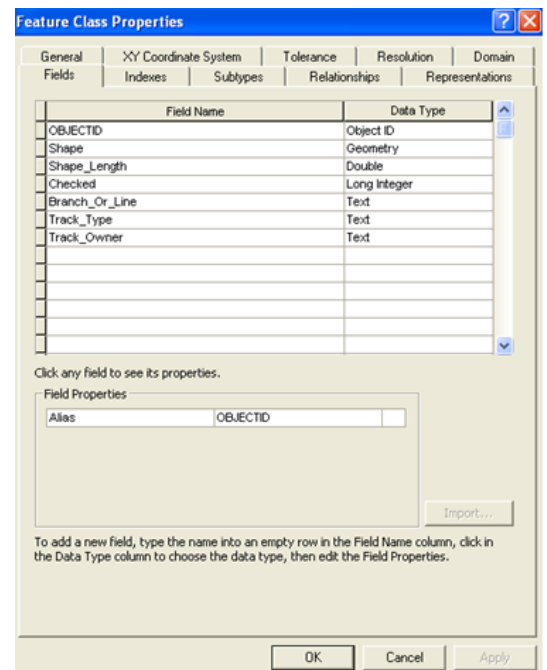 Feature Class Properties
General XY Coordinate System Tolerance Resolution Domain
Fields Indexes Subtypes Relationships Representations
Field Name Data Type
OBJECTID Object ID
Shape Geometry
Shape_Length Double
Checked Long Integer
Branch_Or_Line Text
Track_Type Text
Track_Owner Text
Click any field to see its properties.
Field Properties
Alias OBJECTID
Import...
To add a new field, type the name into an empty row in the Field Name column, click in
the Data Type column to choose the data type, then edit the Field Properties.
OK Cancel Apply